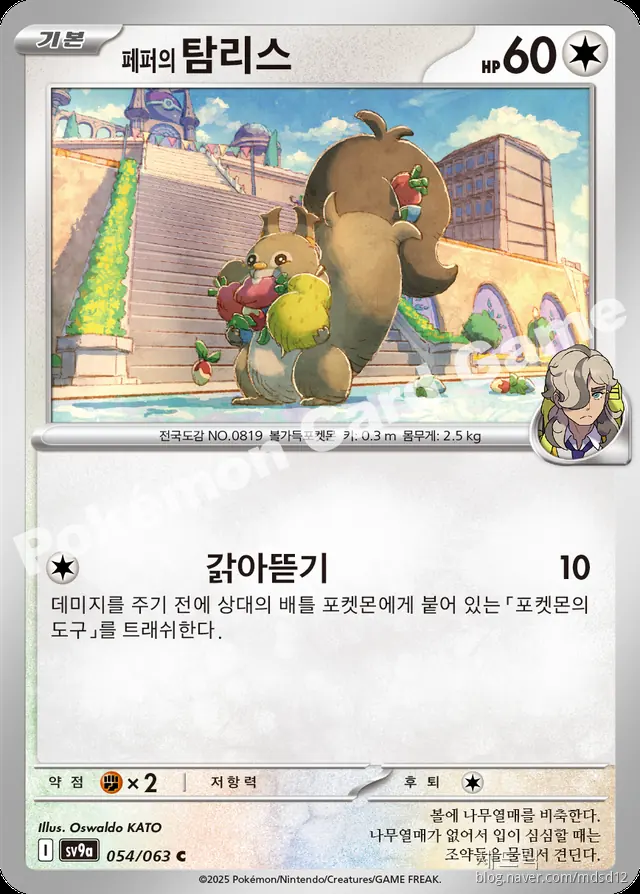 기본
페퍼의 탐리스
HP 60
전국도감 NO.0819 볼가득포켓몬 키: 0.3 m 몸무게: 2.5 kg
Pokémon Card Game
갉아뜯기 10
데미지를 주기 전에 상대의 배틀 포켓몬에게 붙어 있는 「포켓몬의
도구」를 트래쉬한다.
약점 ×2 저항력 후퇴
볼에 나무열매를 비축한다.
나무열매가 없어서 입이 심심할 때는
조약돌을 물면서 견딘다.
Illus. Oswaldo KATO
I sv9a 054/063 C
©2025 Pokémon/Nintendo/Creatures/GAME FREAK.
blog.naver.com/mdsd12